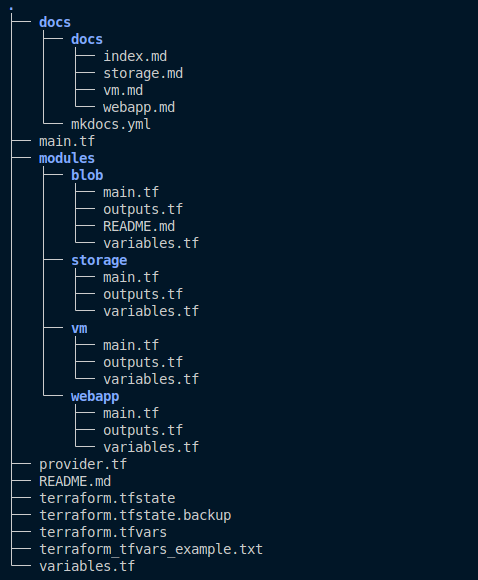 .
├── docs
│   ├── docs
│   │   ├── index.md
│   │   ├── storage.md
│   │   ├── vm.md
│   │   └── webapp.md
│   └── mkdocs.yml
├── main.tf
├── modules
│   ├── blob
│   │   ├── main.tf
│   │   ├── outputs.tf
│   │   ├── README.md
│   │   └── variables.tf
│   ├── storage
│   │   ├── main.tf
│   │   ├── outputs.tf
│   │   └── variables.tf
│   ├── vm
│   │   ├── main.tf
│   │   ├── outputs.tf
│   │   └── variables.tf
│   └── webapp
│       ├── main.tf
│       ├── outputs.tf
│       └── variables.tf
├── provider.tf
├── README.md
├── terraform.tfstate
├── terraform.tfstate.backup
├── terraform.tfvars
├── terraform_tfvars_example.txt
└── variables.tf